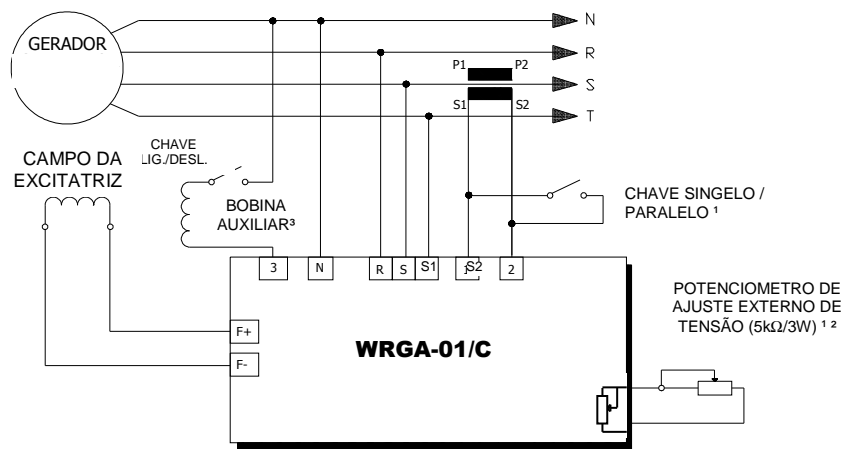 GERADOR
N
R
S
T
P1 P2
S1 S2
CHAVE
LIG./DESL.
CAMPO DA
EXCITATRIZ
BOBINA
AUXILIAR³
CHAVE SINGELO /
PARALELO ¹
3 N R S S1 1 S2 2
POTENCIOMETRO DE
AJUSTE EXTERNO DE
TENSÃO (5kΩ/3W) ¹ ²
F+
F-
WRGA-01/C